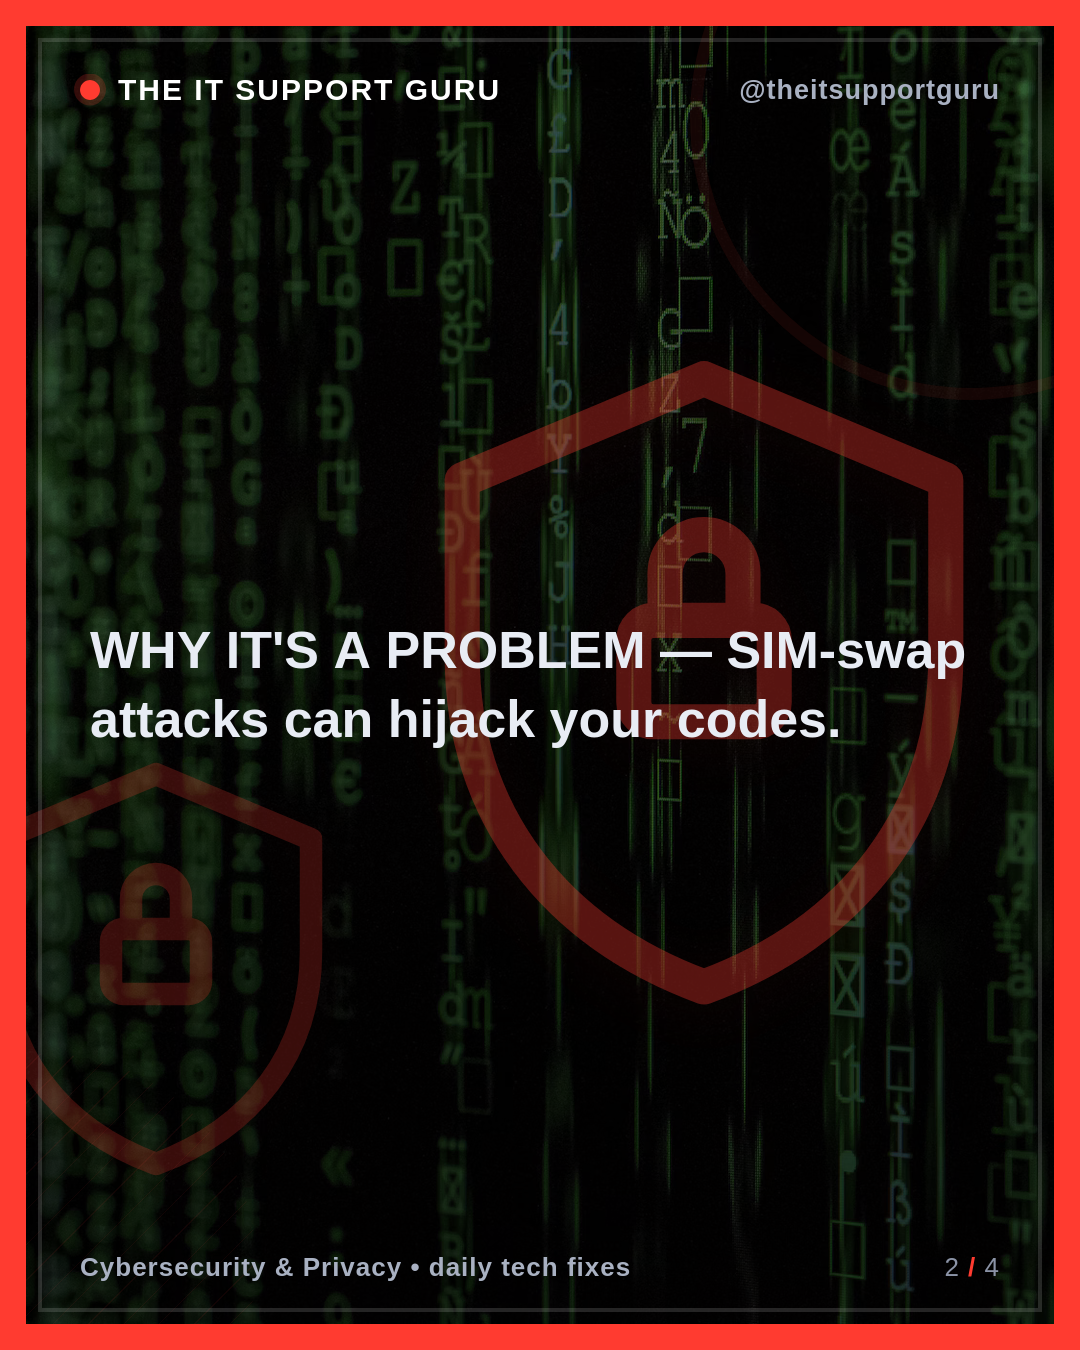 THE IT SUPPORT GURU
@theitsupportguru
WHY IT'S A PROBLEM — SIM-swap
attacks can hijack your codes.
Cybersecurity & Privacy • daily tech fixes
2 / 4